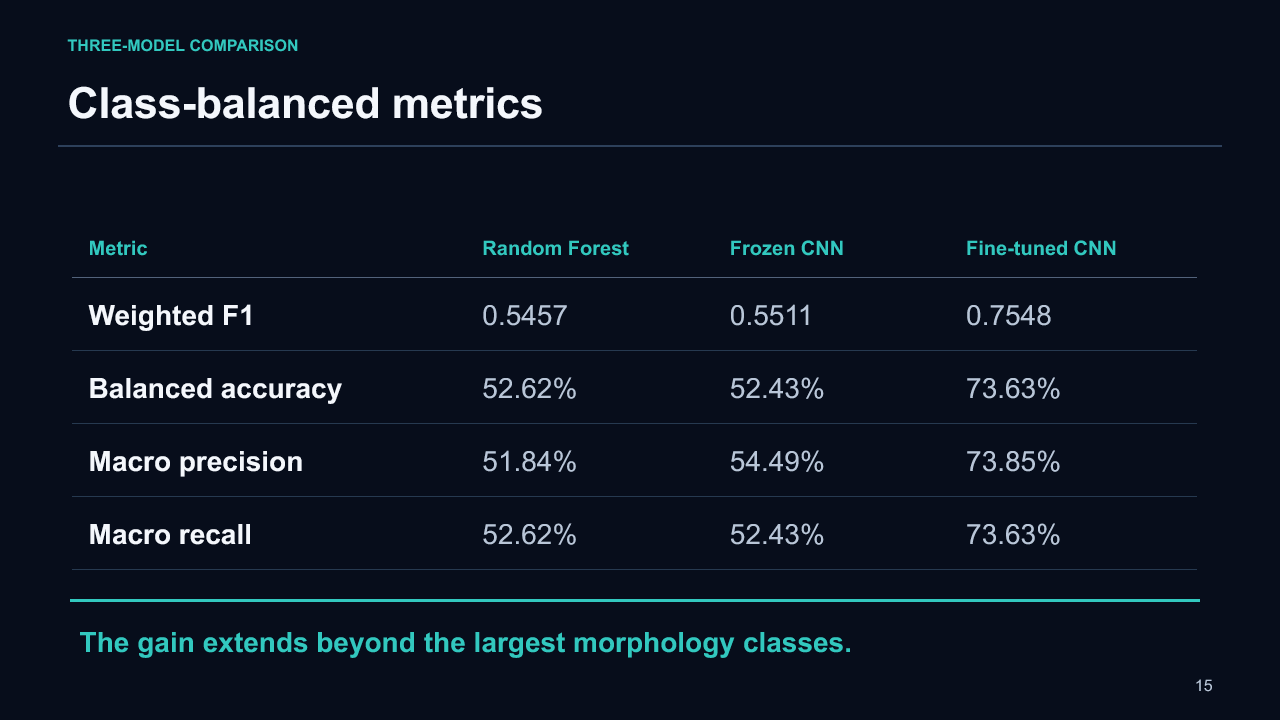 THREE-MODEL COMPARISON
Class-balanced metrics
Metric Random Forest Frozen CNN Fine-tuned CNN
Weighted F1 0.5457 0.5511 0.7548
Balanced accuracy 52.62% 52.43% 73.63%
Macro precision 51.84% 54.49% 73.85%
Macro recall 52.62% 52.43% 73.63%
The gain extends beyond the largest morphology classes.
15